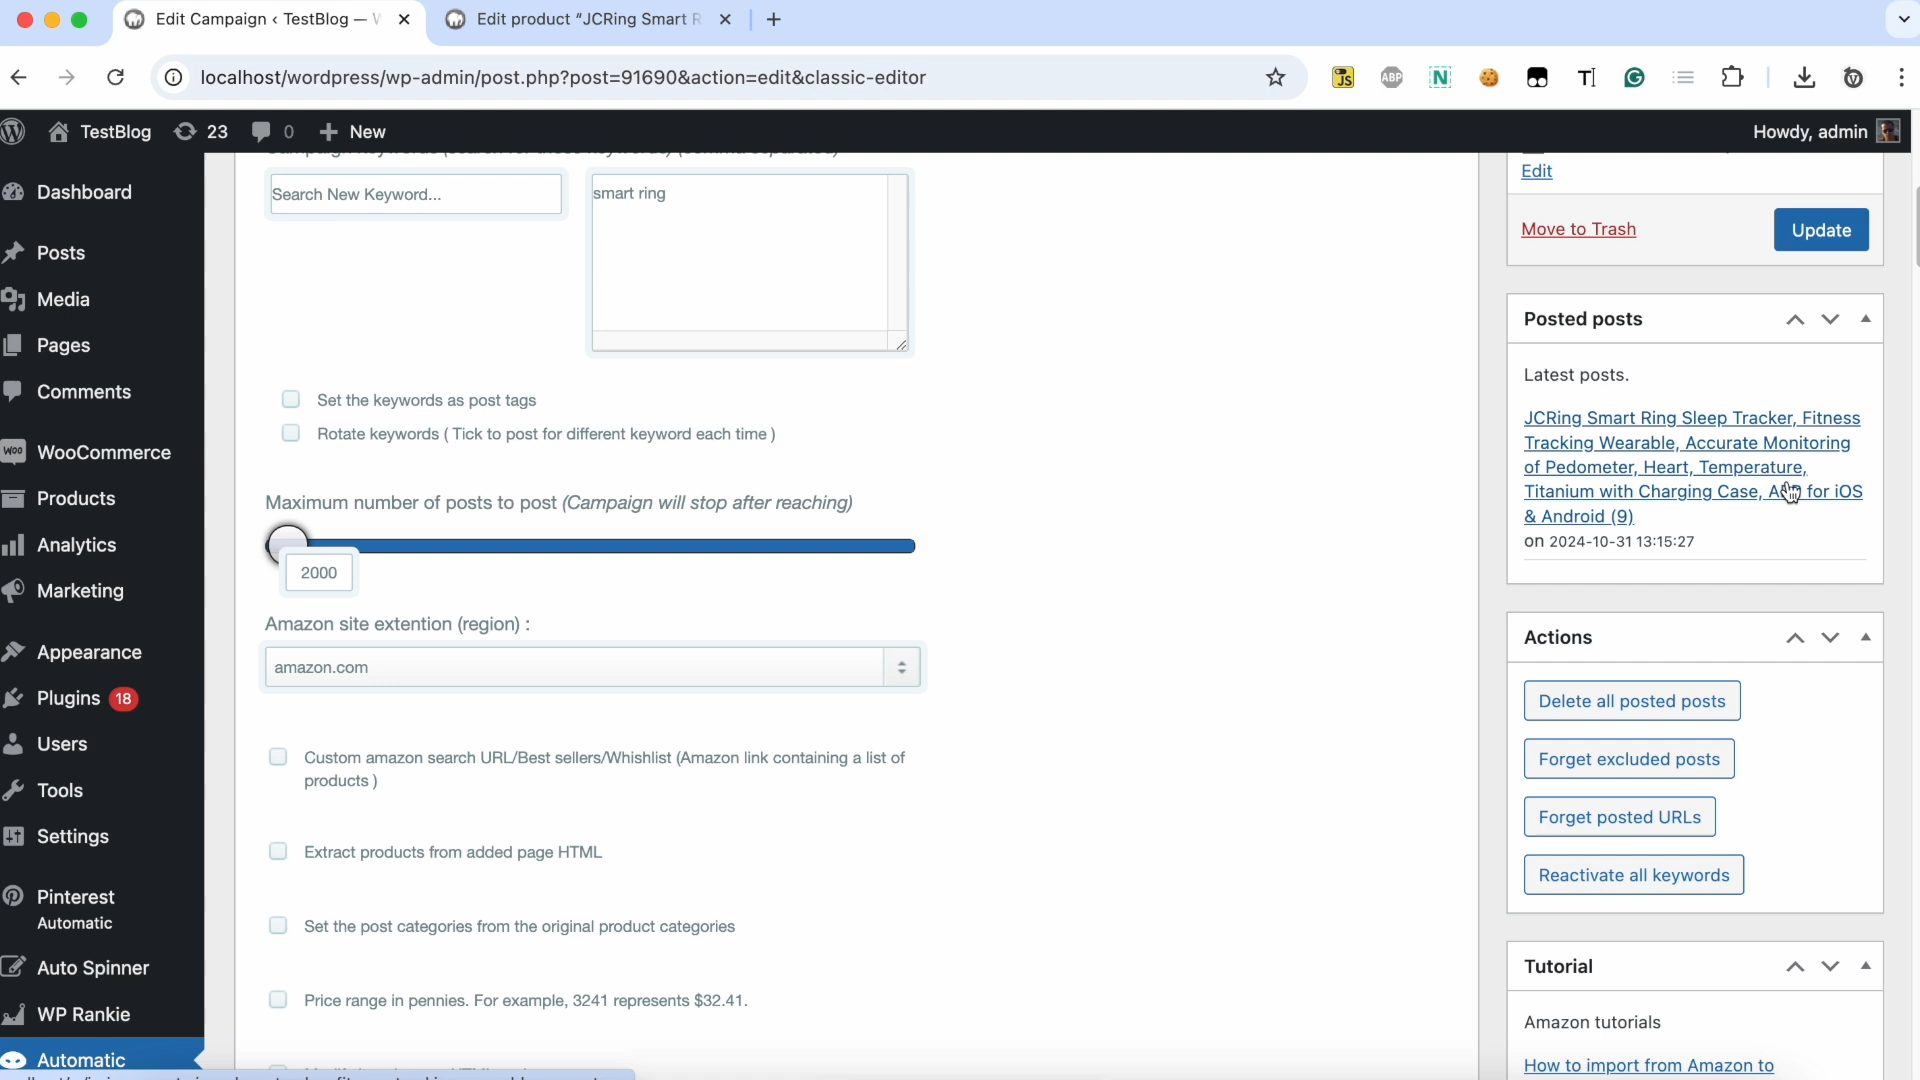 Edit Campaign ‹ TestBlog —
Edit product “JCRing Smart R
localhost/wordpress/wp-admin/post.php?post=91690&action=edit&classic-editor
TestBlog
23
0
New
Howdy, admin
Dashboard
Posts
Media
Pages
Comments
WooCommerce
Products
Analytics
Marketing
Appearance
Plugins 18
Users
Tools
Settings
Pinterest
Automatic
Auto Spinner
WP Rankie
Automatic
Search New Keyword...
smart ring
Set the keywords as post tags
Rotate keywords ( Tick to post for different keyword each time )
Maximum number of posts to post (Campaign will stop after reaching)
2000
Amazon site extention (region) :
amazon.com
Custom amazon search URL/Best sellers/Whishlist (Amazon link containing a list of
products )
Extract products from added page HTML
Set the post categories from the original product categories
Price range in pennies. For example, 3241 represents $32.41.
Edit
Move to Trash
Update
Posted posts
Latest posts.
JCRing Smart Ring Sleep Tracker, Fitness
Tracking Wearable, Accurate Monitoring
of Pedometer, Heart, Temperature,
Titanium with Charging Case, for iOS
& Android (9)
on 2024-10-31 13:15:27
Actions
Delete all posted posts
Forget excluded posts
Forget posted URLs
Reactivate all keywords
Tutorial
Amazon tutorials
How to import from Amazon to